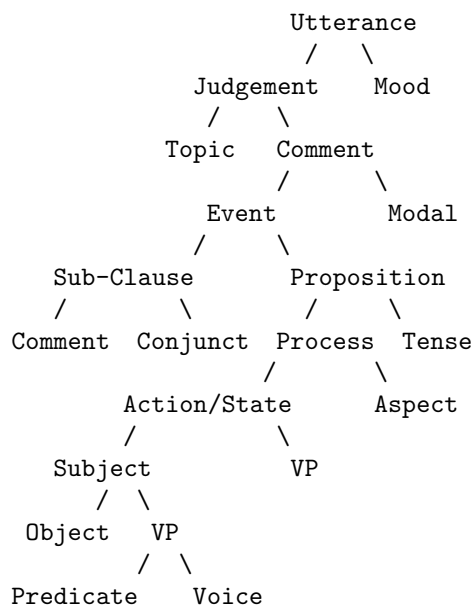 Utterance
/ \
Judgement Mood
/ \
Topic Comment
/ \
Event Modal
/ \
Sub-Clause Proposition
/ \ / \
Comment Conjunct Process Tense
/ \
Action/State Aspect
/ \
Subject VP
/ \
Object VP
/ \
Predicate Voice